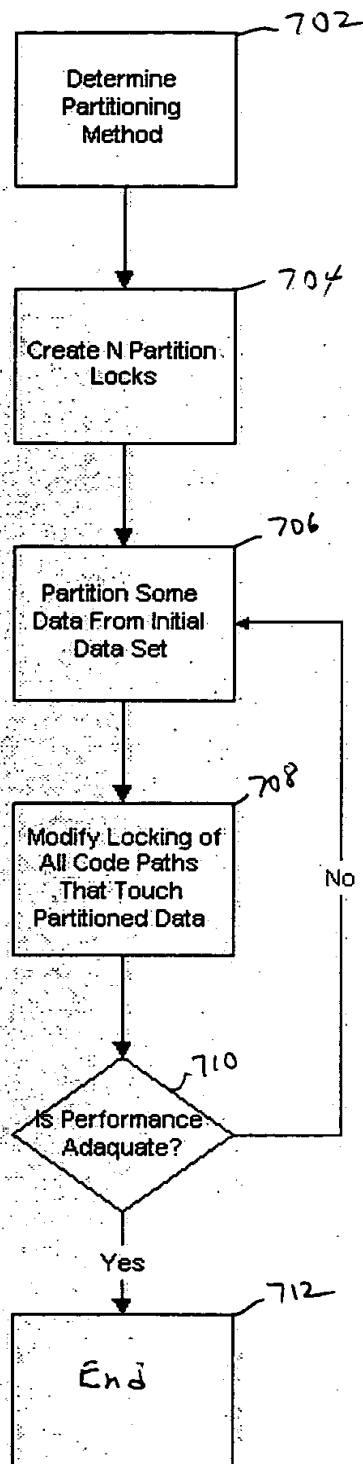 702
Determine
Partitioning
Method
704
Create N Partition
Locks
706
Partition Some
Data From Initial
Data Set
708
Modify Locking of
All Code Paths
That Touch
Partitioned Data
No
710
Is Performance
Adaquate?
Yes
712
End